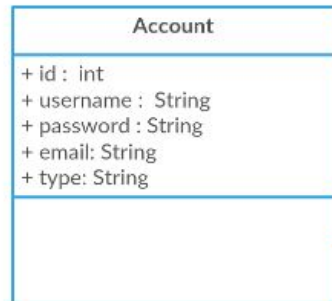 Account
+ id : int
+ username : String
+ password : String
+ email: String
+ type: String